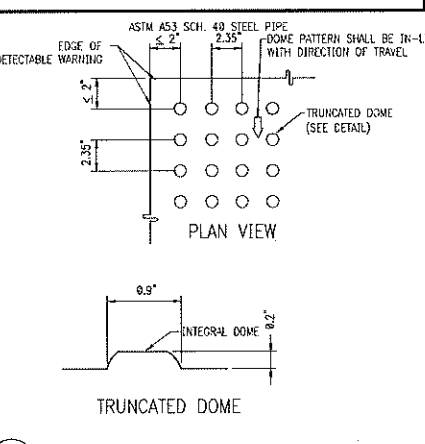 ASTM A53 SCH. 40 STEEL PIPE
EDGE OF
DETECTABLE WARNING
≤ 2"
2.35"
DOME PATTERN SHALL BE IN-L
WITH DIRECTION OF TRAVEL
≤ 2"
TRUNCATED DOME
(SEE DETAIL)
2.35"
PLAN VIEW
0.9"
INTEGRAL DOME
0.2"
TRUNCATED DOME